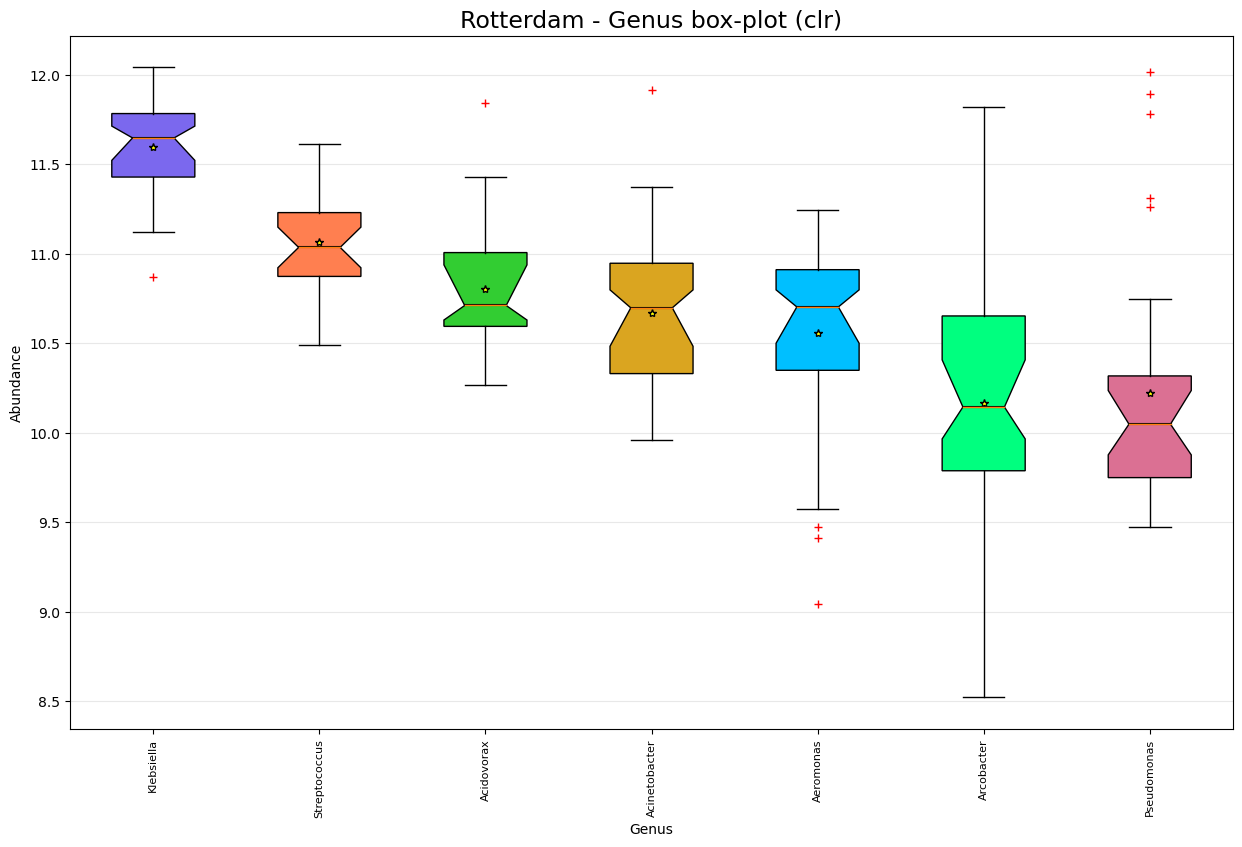 Rotterdam - Genus box-plot (clr)
12.0
11.5
11.0
10.5
10.0
9.5
9.0
8.5
Abundance
Klebsiella
Streptococcus
Acidovorax
Acinetobacter
Aeromonas
Arcobacter
Pseudomonas
Genus